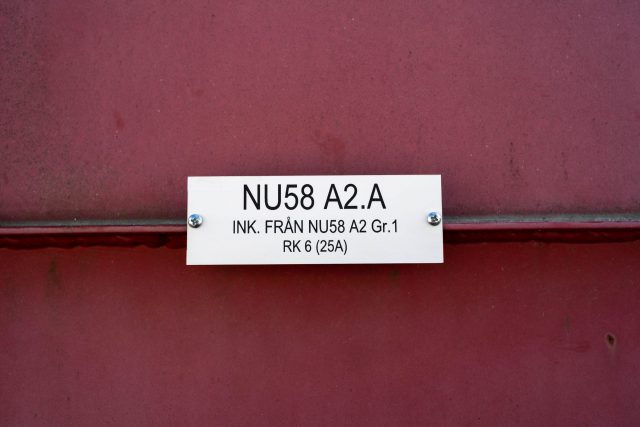 NU58 A2.A
INK. FRÅN NU58 A2 Gr.1
RK 6 (25A)